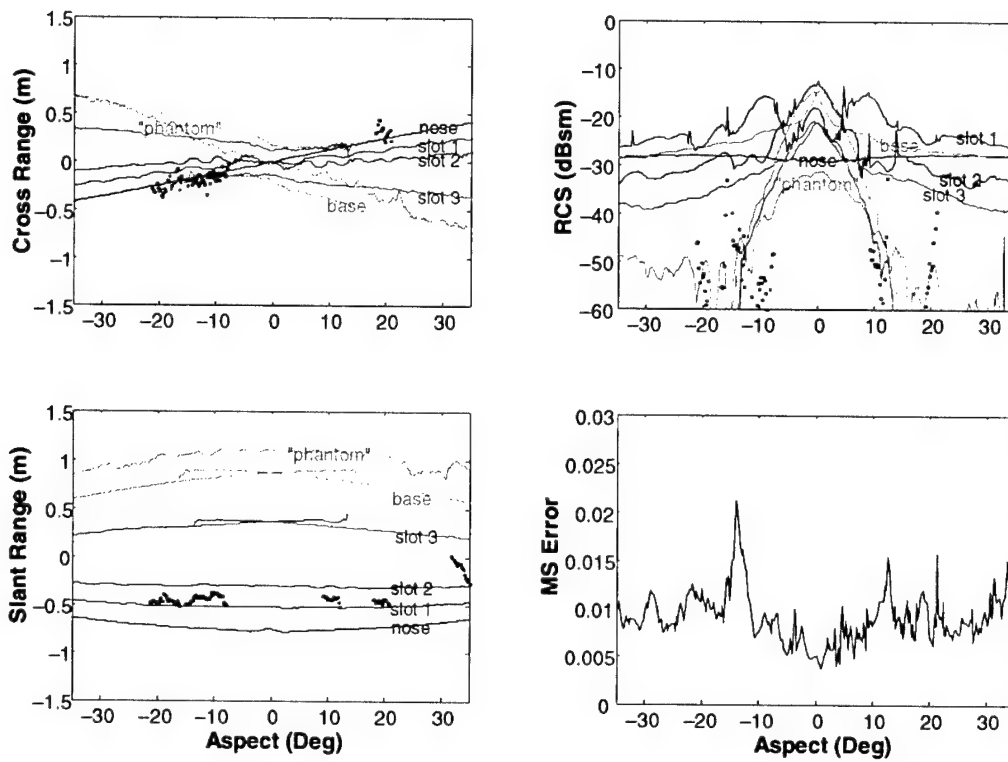 Cross Range (m)
1.5
1
0.5
0
−0.5
−1
−1.5
−30
−20
−10
0
10
20
30
"phantom"
nose
slot 1
slot 2
slot 3
base
RCS (dBsm)
0
−10
−20
−30
−40
−50
−60
−30
−20
−10
0
10
20
30
slot 1
base
nose
slot 2
"phantom"
slot 3
Slant Range (m)
1.5
1
0.5
0
−0.5
−1
−1.5
−30
−20
−10
0
10
20
30
Aspect (Deg)
"phantom"
base
slot 3
slot 2
slot 1
nose
MS Error
0.03
0.025
0.02
0.015
0.01
0.005
0
−30
−20
−10
0
10
20
30
Aspect (Deg)